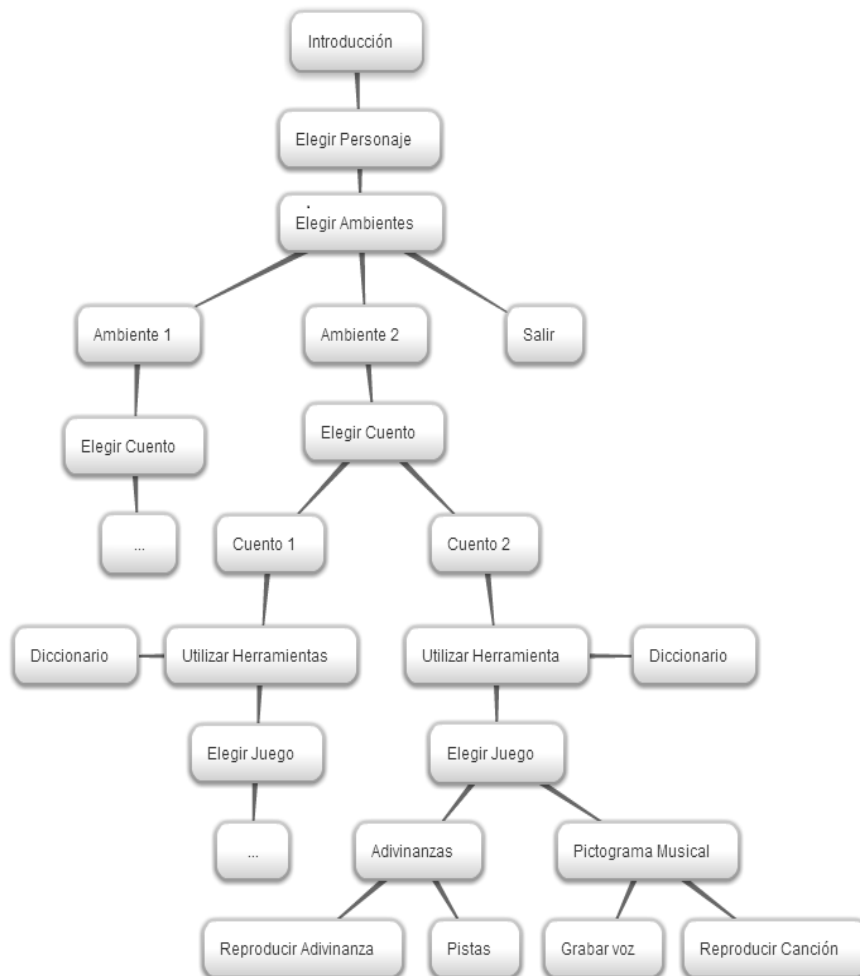 Introducción
Elegir Personaje
Elegir Ambientes
Ambiente 1
Ambiente 2
Salir
Elegir Cuento
Elegir Cuento
...
Cuento 1
Cuento 2
Diccionario
Utilizar Herramientas
Utilizar Herramienta
Diccionario
Elegir Juego
Elegir Juego
...
Adivinanzas
Pictograma Musical
Reproducir Adivinanza
Pistas
Grabar voz
Reproducir Canción